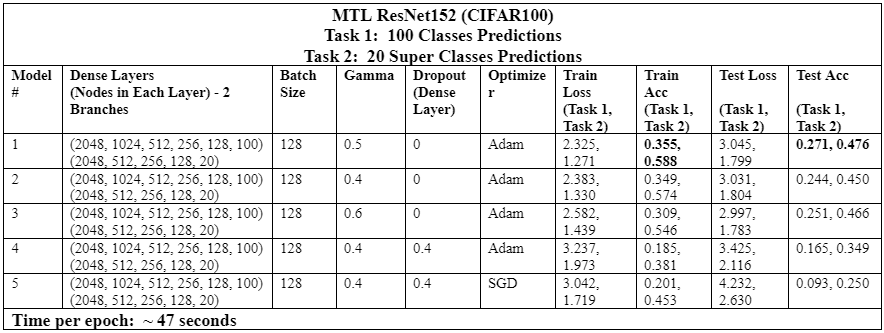 MTL ResNet152 (CIFAR100)
Task 1:  100 Classes Predictions
Task 2:  20 Super Classes Predictions
Model # | Dense Layers (Nodes in Each Layer) - 2 Branches | Batch Size | Gamma | Dropout (Dense Layer) | Optimizer | Train Loss (Task 1, Task 2) | Train Acc (Task 1, Task 2) | Test Loss (Task 1, Task 2) | Test Acc (Task 1, Task 2)
1 | (2048, 1024, 512, 256, 128, 100) (2048, 512, 256, 128, 20) | 128 | 0.5 | 0 | Adam | 2.325, 1.271 | 0.355, 0.588 | 3.045, 1.799 | 0.271, 0.476
2 | (2048, 1024, 512, 256, 128, 100) (2048, 512, 256, 128, 20) | 128 | 0.4 | 0 | Adam | 2.383, 1.330 | 0.349, 0.574 | 3.031, 1.804 | 0.244, 0.450
3 | (2048, 1024, 512, 256, 128, 100) (2048, 512, 256, 128, 20) | 128 | 0.6 | 0 | Adam | 2.582, 1.439 | 0.309, 0.546 | 2.997, 1.783 | 0.251, 0.466
4 | (2048, 1024, 512, 256, 128, 100) (2048, 512, 256, 128, 20) | 128 | 0.4 | 0.4 | Adam | 3.237, 1.973 | 0.185, 0.381 | 3.425, 2.116 | 0.165, 0.349
5 | (2048, 1024, 512, 256, 128, 100) (2048, 512, 256, 128, 20) | 128 | 0.4 | 0.4 | SGD | 3.042, 1.719 | 0.201, 0.453 | 4.232, 2.630 | 0.093, 0.250
Time per epoch:  ~ 47 seconds